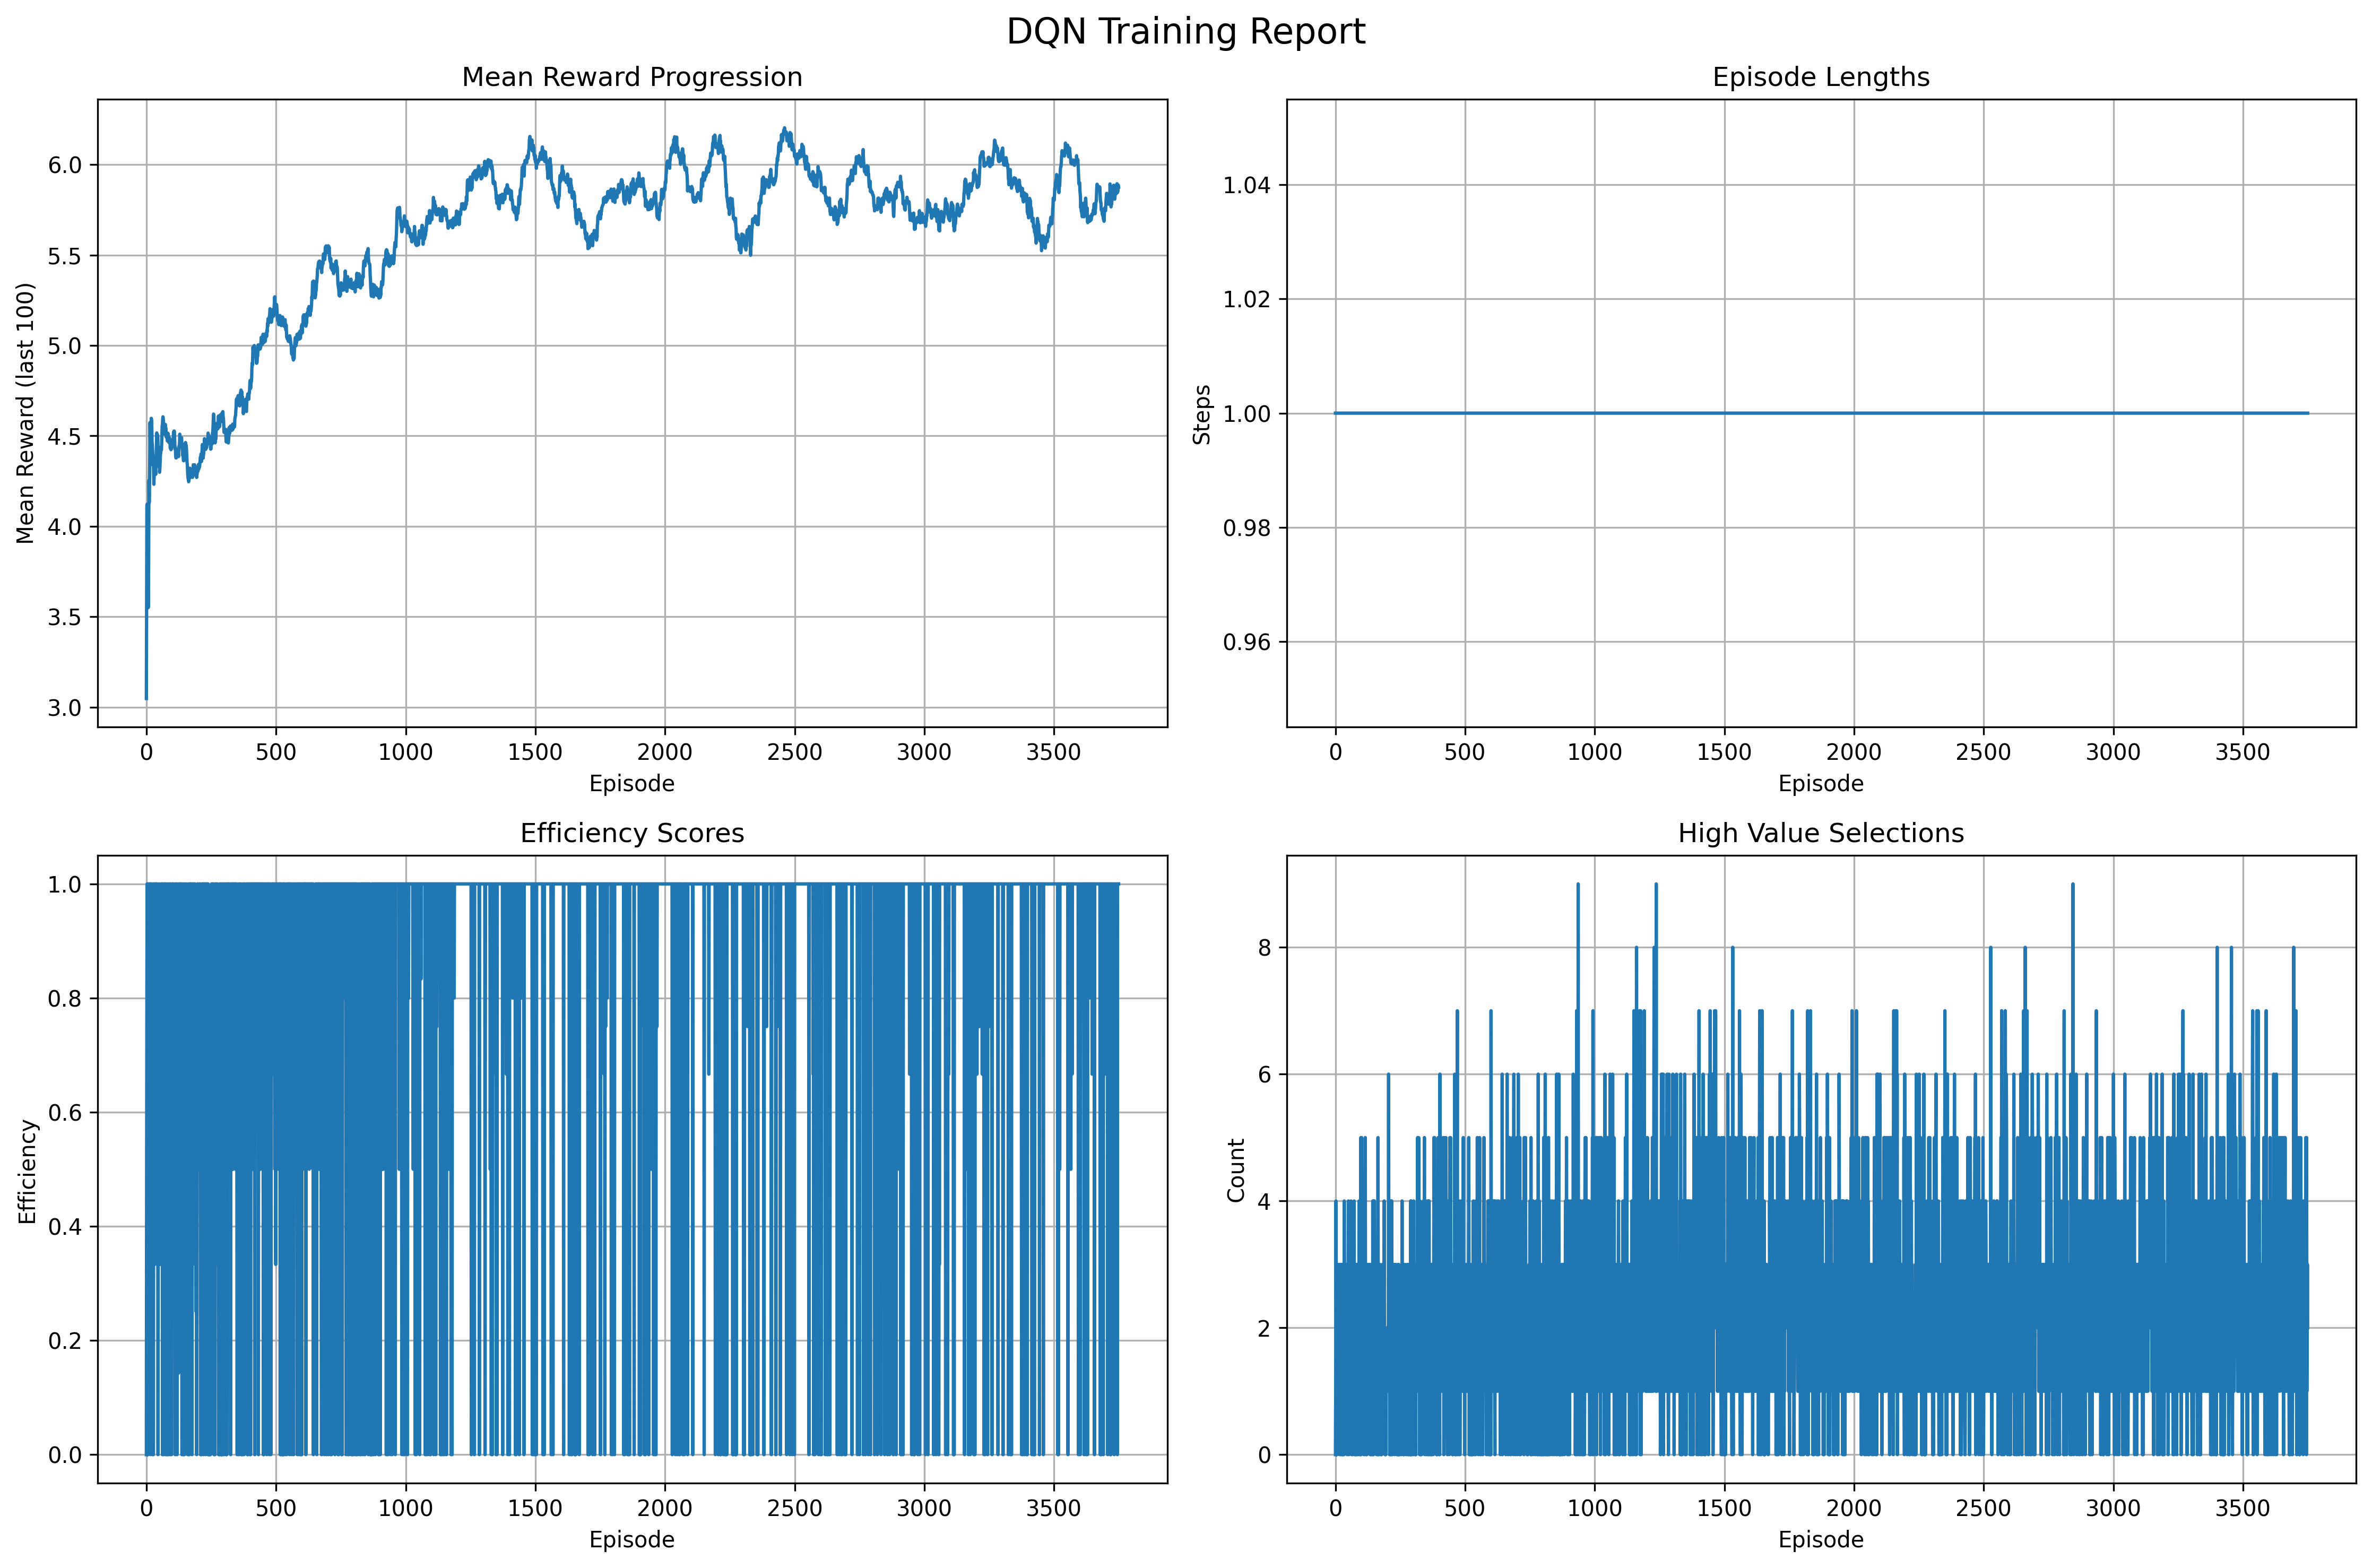 DQN Training Report
Mean Reward Progression
Mean Reward (last 100)
6.0
5.5
5.0
4.5
4.0
3.5
3.0
0 500 1000 1500 2000 2500 3000 3500
Episode
Episode Lengths
Steps
1.04
1.02
1.00
0.98
0.96
0 500 1000 1500 2000 2500 3000 3500
Episode
Efficiency Scores
Efficiency
1.0
0.8
0.6
0.4
0.2
0.0
0 500 1000 1500 2000 2500 3000 3500
Episode
High Value Selections
Count
8
6
4
2
0
0 500 1000 1500 2000 2500 3000 3500
Episode